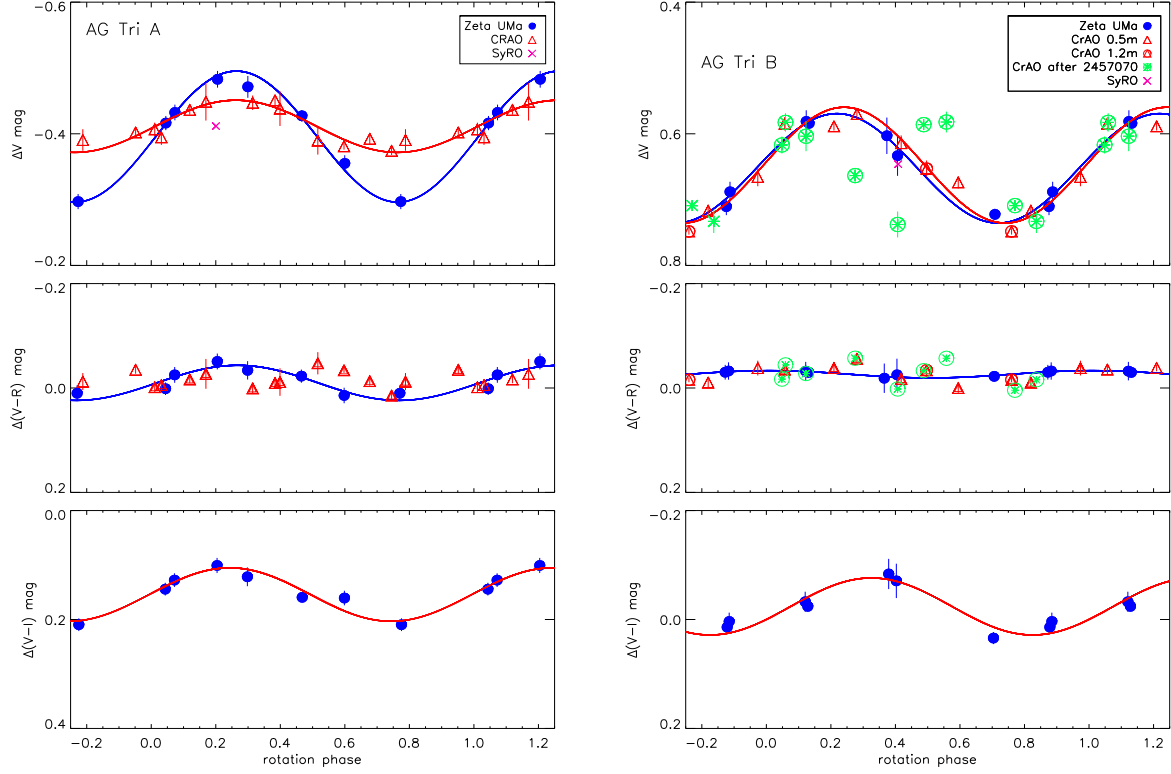 AG Tri A
Zeta UMa
CRAO
SyRO
-0.6
-0.4
-0.2
ΔV mag
-0.2
0.0
0.2
Δ(V-R) mag
0.0
0.2
0.4
Δ(V-I) mag
-0.2 0.0 0.2 0.4 0.6 0.8 1.0 1.2
rotation phase
AG Tri B
Zeta UMa
CrAO 0.5m
CrAO 1.2m
CrAO after 2457070
SyRO
0.4
0.6
0.8
ΔV mag
-0.2
0.0
0.2
Δ(V-R) mag
-0.2
0.0
0.2
Δ(V-I) mag
-0.2 0.0 0.2 0.4 0.6 0.8 1.0 1.2
rotation phase